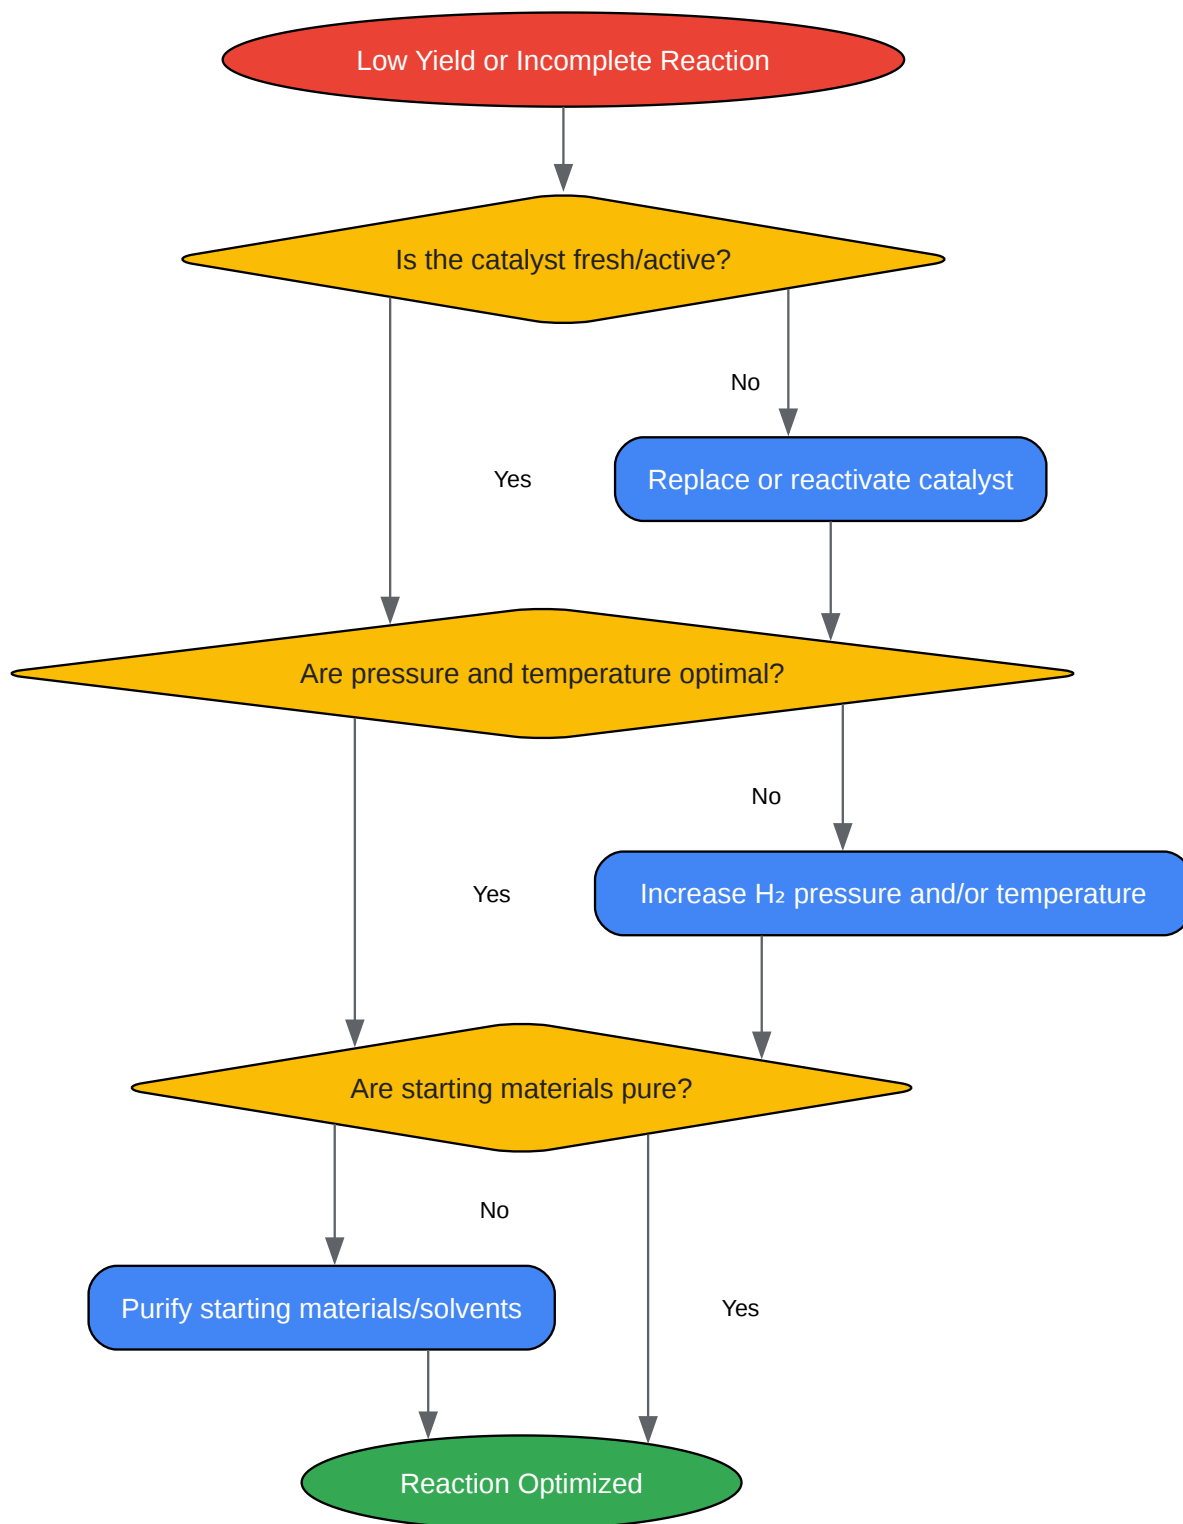 Low Yield or Incomplete Reaction
Is the catalyst fresh/active?
No
Yes
Replace or reactivate catalyst
Are pressure and temperature optimal?
No
Yes
Increase H₂ pressure and/or temperature
Are starting materials pure?
No
Purify starting materials/solvents
Yes
Reaction Optimized